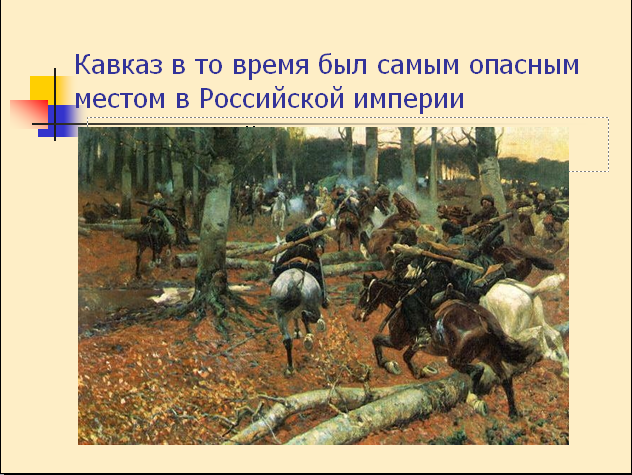 Кавказ в то время был самым опасным
местом в Российской империи